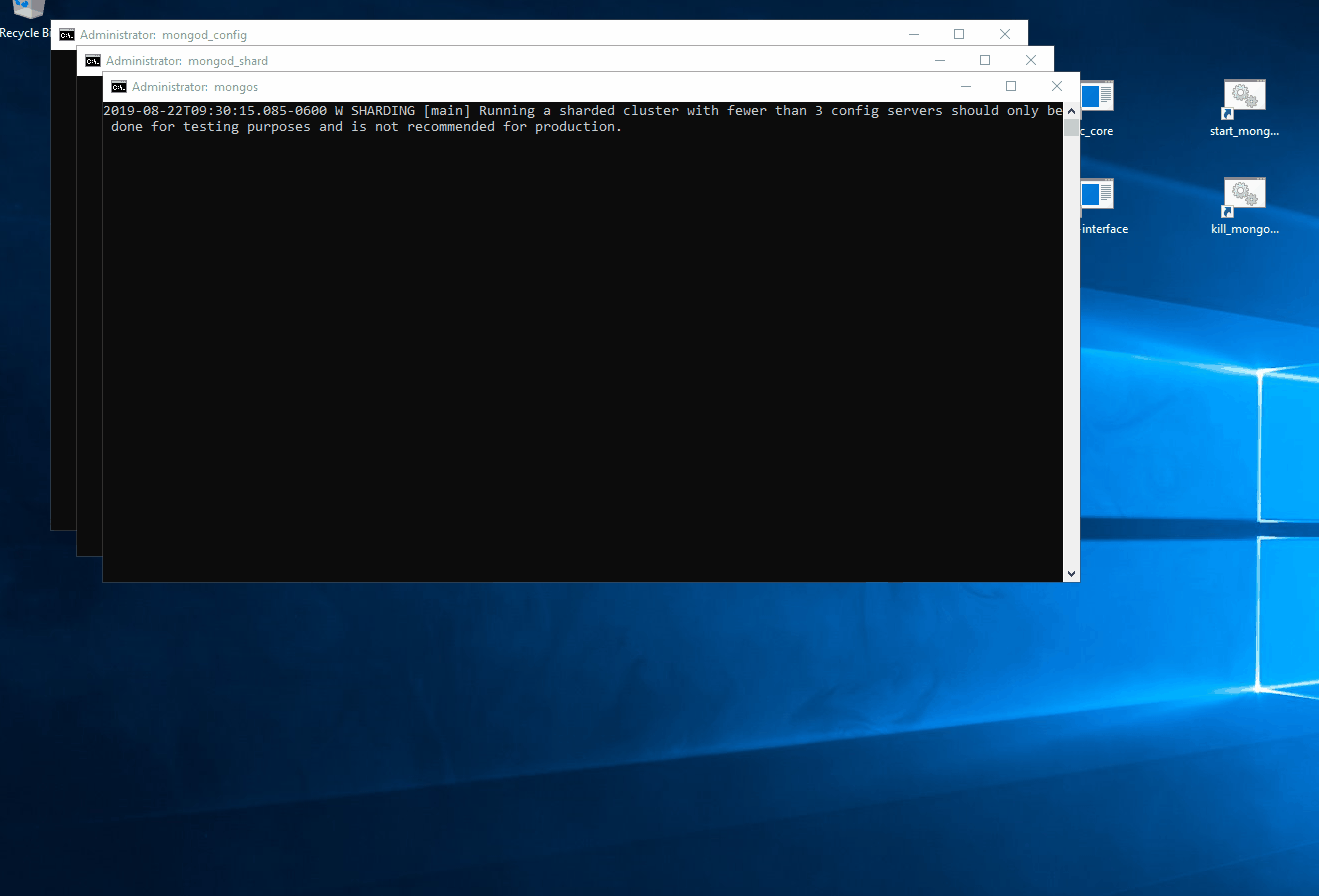 Recycle Bi
Administrator: mongod_config
Administrator: mongod_shard
Administrator: mongos
2019-08-22T09:30:15.085-0600 W SHARDING [main] Running a sharded cluster with fewer than 3 config servers should only be
done for testing purposes and is not recommended for production.
c_core
start_mong...
interface
kill_mongo...